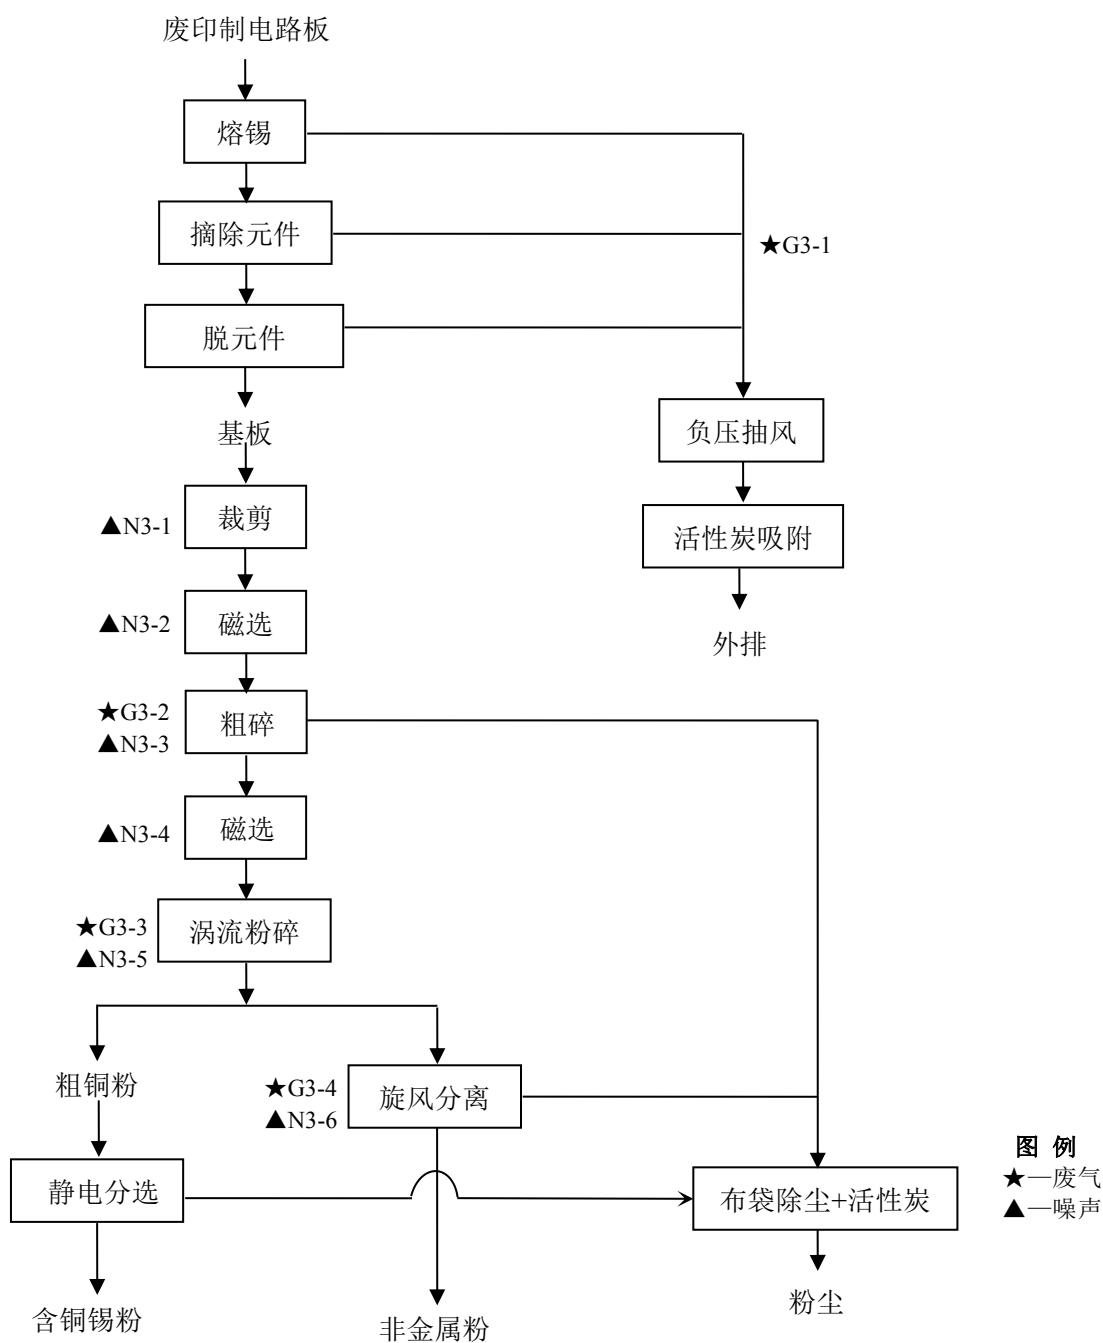 废印制电路板
熔锡
摘除元件
★G3-1
脱元件
基板
负压抽风
▲N3-1
裁剪
活性炭吸附
▲N3-2
磁选
外排
★G3-2
▲N3-3
粗碎
▲N3-4
磁选
★G3-3
▲N3-5
涡流粉碎
粗铜粉
★G3-4
▲N3-6
旋风分离
图 例
★—废气
▲—噪声
静电分选
布袋除尘+活性炭
含铜锡粉
非金属粉
粉尘